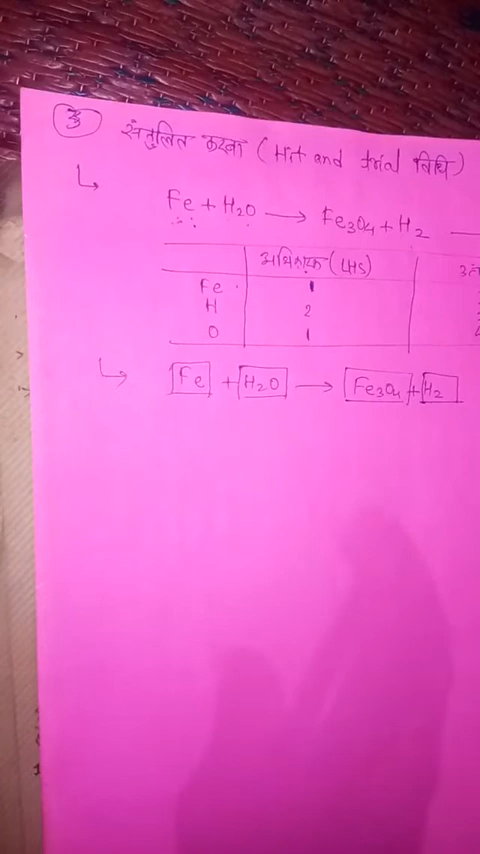 ③ संतुलित करना (Hit and trial विधि)
↳ Fe + H₂O → Fe₃O₄ + H₂ —
अभिकारक (LHS)
Fe 1
H 2
O 1
↳ Fe + H₂O → Fe₃O₄ + H₂